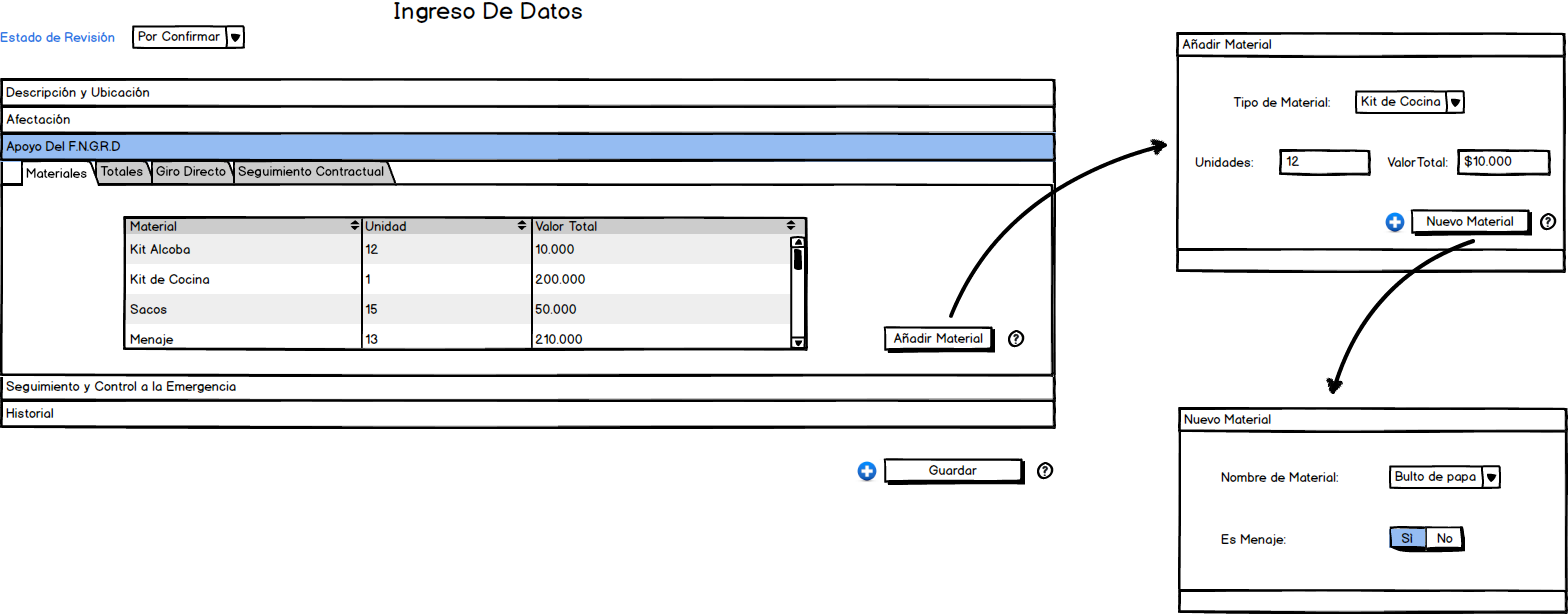 Ingreso De Datos
Estado de Revisión Por Confirmar
Descripción y Ubicación
Afectación
Apoyo Del F.N.G.R.D
Materiales Totales Giro Directo Seguimiento Contractual
Material Unidad Valor Total
Kit Alcoba 12 10.000
Kit de Cocina 1 200.000
Sacos 15 50.000
Menaje 13 210.000
Añadir Material ?
Seguimiento y Control a la Emergencia
Historial
Guardar ?
Añadir Material
Tipo de Material: Kit de Cocina
Unidades: 12 Valor Total: $10.000
Nuevo Material ?
Nuevo Material
Nombre de Material: Bulto de papa
Es Menaje: Sì No